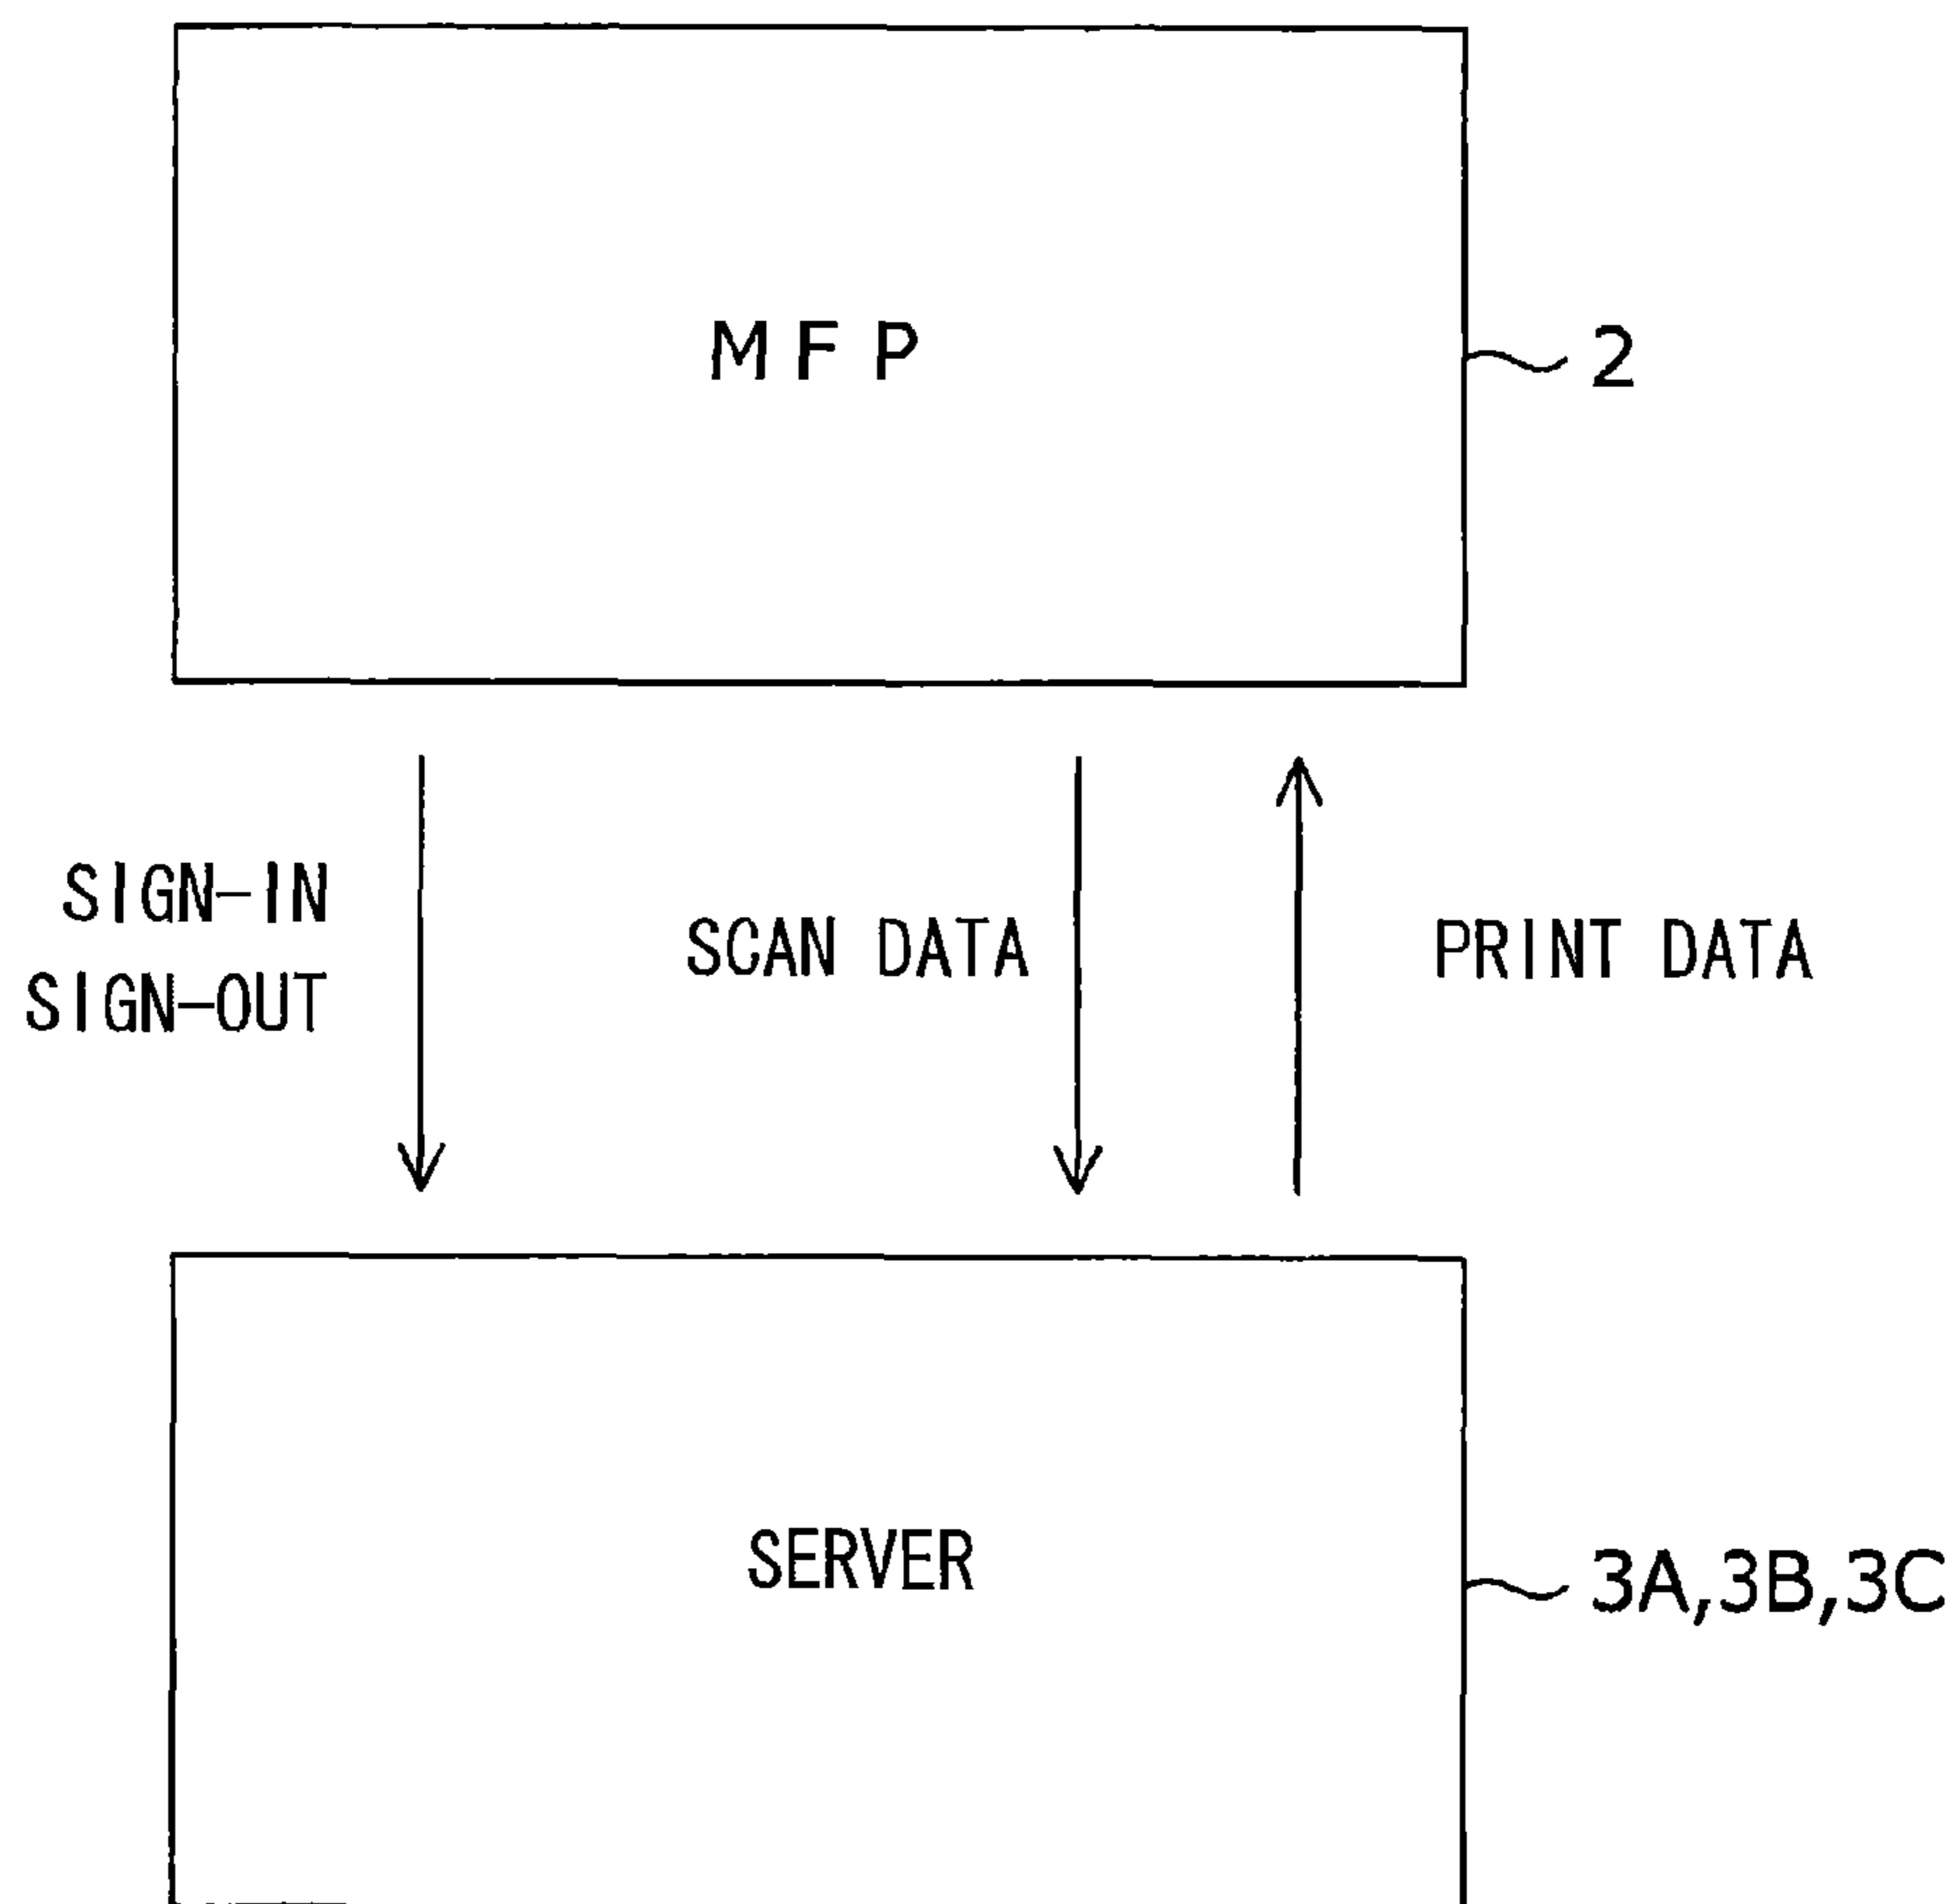 MFP
2
SIGN-IN
SIGN-OUT
SCAN DATA
PRINT DATA
SERVER
3A,3B,3C